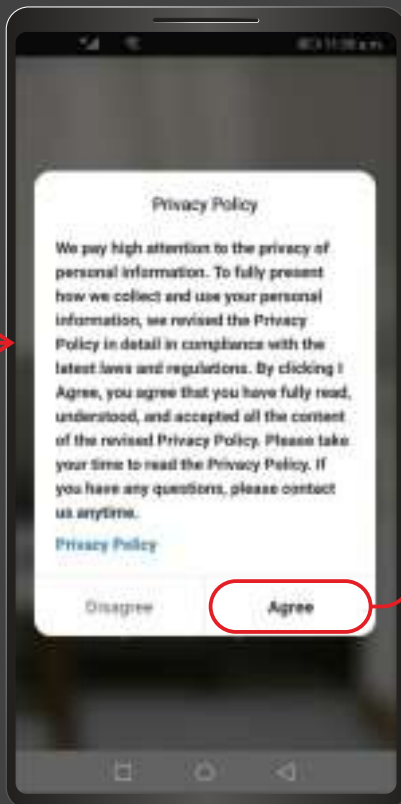 11:28 a.m.
Privacy Policy
We pay high attention to the privacy of
personal information. To fully present
how we collect and use your personal
information, we revised the Privacy
Policy in detail in compliance with the
latest laws and regulations. By clicking I
Agree, you agree that you have fully read,
understood, and accepted all the content
of the revised Privacy Policy. Please take
your time to read the Privacy Policy. If
you have any questions, please contact
us anytime.
Privacy Policy
Disagree
Agree